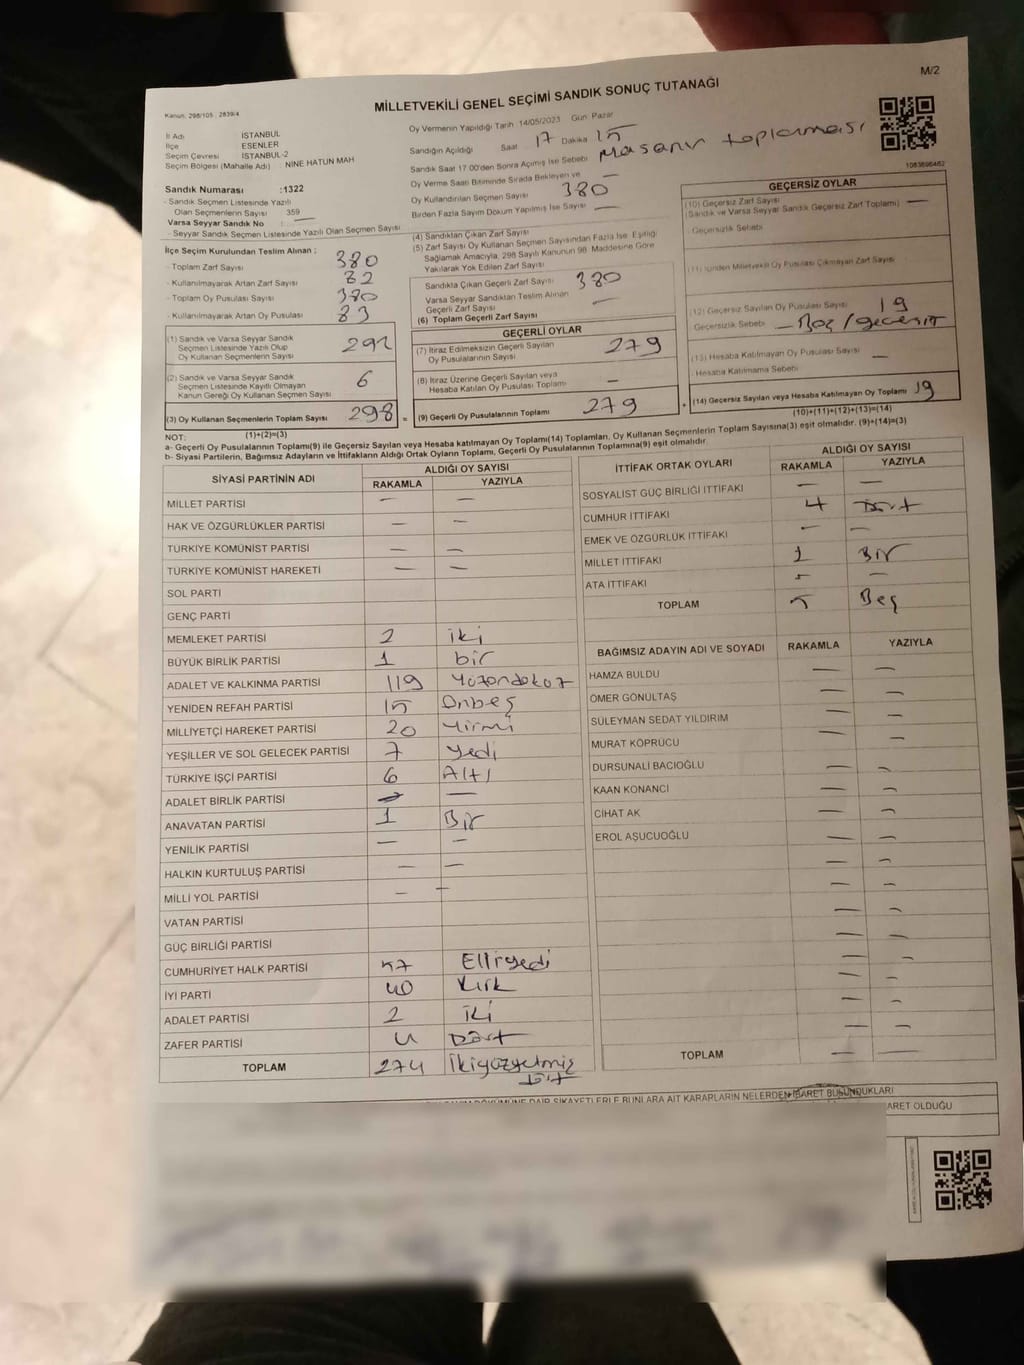 M/2
MİLLETVEKİLİ GENEL SEÇİMİ SANDIK SONUÇ TUTANAĞI
Kanun: 298/105 , 2839/4
İl Adı İSTANBUL
İlçe ESENLER
Seçim Çevresi İSTANBUL-2
Seçim Bölgesi (Mahalle Adı) NİNE HATUN MAH
Sandık Numarası :1322
- Sandık Seçmen Listesinde Yazılı
Olan Seçmenlerin Sayısı 359
Varsa Seyyar Sandık No : —
- Seyyar Sandık Seçmen Listesinde Yazılı Olan Seçmen Sayısı
Oy Vermenin Yapıldığı Tarih 14/05/2023 Gün Pazar
Sandığın Açıldığı Saat 17 Dakika 15
Sandık Saat 17 00'den Sonra Açımış İse Sebebi Masanın toplanması
Oy Verme Saati Bitiminde Sırada Bekleyen ve —
Oy Kullandırılan Seçmen Sayısı 380
Birden Fazla Sayım Döküm Yapılmış İse Sayısı —
1083898462
İlçe Seçim Kurulundan Teslim Alınan ;
- Toplam Zarf Sayısı 380
- Kullanılmayarak Artan Zarf Sayısı 82
- Toplam Oy Pusulası Sayısı 380
- Kullanılmayarak Artan Oy Pusulası 83
(1) Sandık ve Varsa Seyyar Sandık
Seçmen Listesinde Yazılı Olup
Oy Kullanan Seçmenlerin Sayısı 292
(2) Sandık ve Varsa Seyyar Sandık
Seçmen Listesinde Kayıtlı Olmayan
Kanun Gereği Oy Kullanan Seçmen Sayısı 6
(3) Oy Kullanan Seçmenlerin Toplam Sayısı 298
(1)+(2)=(3)
(4) Sandıktan Çıkan Zarf Sayısı
(5) Zarf Sayısı Oy Kullanan Seçmen Sayısından Fazla İse, Eşitliği
Sağlamak Amacıyla, 298 Sayılı Kanunun 98. Maddesine Göre
Yakılarak Yok Edilen Zarf Sayısı
Sandıkta Çıkan Geçerli Zarf Sayısı 380
Varsa Seyyar Sandıktan Teslim Alınan
Geçerli Zarf Sayısı —
(6) Toplam Geçerli Zarf Sayısı
GEÇERLİ OYLAR
(7) İtiraz Edilmeksizin Geçerli Sayılan
Oy Pusulalarının Sayısı 279
(8) İtiraz Üzerine Geçerli Sayılan veya
Hesaba Katılan Oy Pusulası Toplamı —
= (9) Geçerli Oy Pusulalarının Toplamı 279
GEÇERSİZ OYLAR
(10) Geçersiz Zarf Sayısı —
(Sandık ve Varsa Seyyar Sandık Geçersiz Zarf Toplamı)
- Geçersizlik Sebebi
(11) İçinden Milletvekili Oy Pusulası Çıkmayan Zarf Sayısı
(12) Geçersiz Sayılan Oy Pusulası Sayısı 19
Geçersizlik Sebebi — Boş/geçersiz
(13) Hesaba Katılmayan Oy Pusulası Sayısı —
- Hesaba Katılmama Sebebi
+ (14) Geçersiz Sayılan veya Hesaba Katılmayan Oy Toplamı 19
(10)+(11)+(12)+(13)=(14)
NOT:
a- Geçerli Oy Pusulalarının Toplamı(9) ile Geçersiz Sayılan veya Hesaba katılmayan Oy Toplamı(14) Toplamları, Oy Kullanan Seçmenlerin Toplam Sayısına(3) eşit olmalıdır. (9)+(14)=(3)
b- Siyasi Partilerin, Bağımsız Adayların ve İttifakların Aldığı Ortak Oyların Toplamı, Geçerli Oy Pusulalarının Toplamına(9) eşit olmalıdır.
SİYASİ PARTİNİN ADI ALDIĞI OY SAYISI
RAKAMLA YAZIYLA
MİLLET PARTİSİ — —
HAK VE ÖZGÜRLÜKLER PARTİSİ — —
TÜRKİYE KOMÜNİST PARTİSİ — —
TÜRKİYE KOMÜNİST HAREKETİ — —
SOL PARTİ
GENÇ PARTİ
MEMLEKET PARTİSİ 2 iki
BÜYÜK BİRLİK PARTİSİ 1 bir
ADALET VE KALKINMA PARTİSİ 119 Yüzondokuz
YENİDEN REFAH PARTİSİ 15 Onbeş
MİLLİYETÇİ HAREKET PARTİSİ 20 Yirmi
YEŞİLLER VE SOL GELECEK PARTİSİ 7 Yedi
TÜRKİYE İŞÇİ PARTİSİ 6 Altı
ADALET BİRLİK PARTİSİ — —
ANAVATAN PARTİSİ 1 Bir
YENİLİK PARTİSİ — —
HALKIN KURTULUŞ PARTİSİ — —
MİLLİ YOL PARTİSİ — —
VATAN PARTİSİ
GÜÇ BİRLİĞİ PARTİSİ
CUMHURİYET HALK PARTİSİ 57 Elliyedi
İYİ PARTİ 40 Kırk
ADALET PARTİSİ 2 iki
ZAFER PARTİSİ 4 Dört
TOPLAM 274 İkiyüzyetmiş
dört
İTTİFAK ORTAK OYLARI ALDIĞI OY SAYISI
RAKAMLA YAZIYLA
SOSYALİST GÜÇ BİRLİĞİ İTTİFAKI — —
CUMHUR İTTİFAKI 4 Dört
EMEK VE ÖZGÜRLÜK İTTİFAKI — —
MİLLET İTTİFAKI 1 Bir
ATA İTTİFAKI — —
TOPLAM 5 Beş
BAĞIMSIZ ADAYIN ADI VE SOYADI RAKAMLA YAZIYLA
HAMZA BULDU — —
ÖMER GÖNÜLTAŞ — —
SÜLEYMAN SEDAT YILDIRIM — —
MURAT KÖPRÜCÜ — —
DURSUNALİ BACIOĞLU — —
KAAN KONANCİ — —
CİHAT AK — —
EROL AŞUCUOĞLU — —
TOPLAM — —
DÖKÜMÜNE DAİR ŞİKAYETLERLE BUNLARA AİT KARARLARIN NELERDEN İBARET BULUNDUKLARI
ARET OLDUĞU